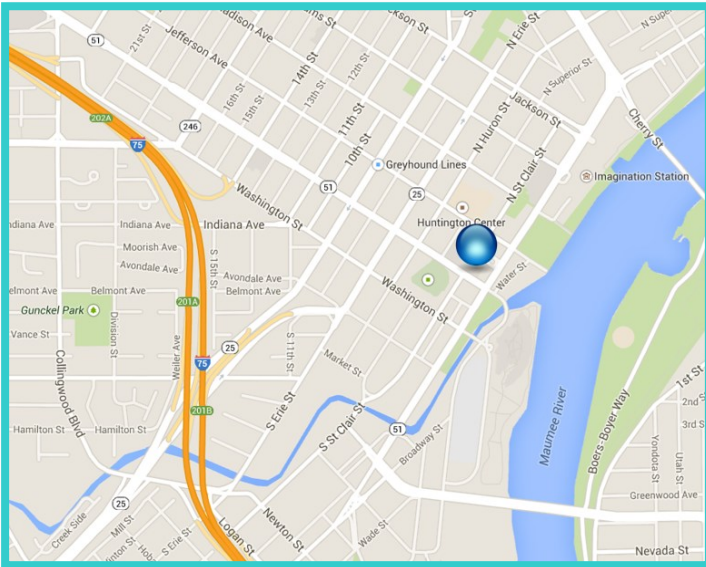 51
21st St
Jefferson Ave
Madison Ave
Jackson St
N Erie St
N Superior St
14th St
12th St
13th St
16th St
15th St
202A
246
75
11th St
10th St
Jackson St
N Huron St
Cherry St
N St Clair St
Greyhound Lines
Imagination Station
51
25
Washington St
Huntington Center
Indiana Ave
Indiana Ave
Moorish Ave
Avondale Ave
S 15th St
Avondale Ave
Belmont Ave
Belmont Ave
Water St
Washington St
Gunckel Park
201A
Vance St
Division St
Weiler Ave
25
75
S 11th St
Market St
Collingwood Blvd
201B
S Erie St
S St Clair St
51
Broadway St
Maumee River
Boers-Boyer Way
1st St
2nd S
3rd S
Yondota St
Utah St
Hamilton St
Hamilton St
Greenwood Ave
25
Creek Side
Mill St
S Erie St
Logan St
Newton St
Wade St
Nevada St